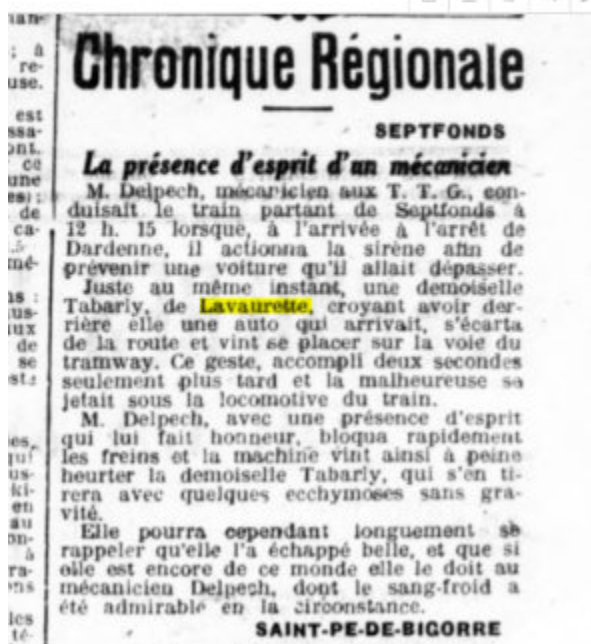 Chronique Régionale
SEPTFONDS
La présence d'esprit d'un mécanicien
M. Delpech, mécanicien aux T. T. G., con-
duisait le train partant de Septfonds à
12 h. 15 lorsque, à l'arrivée à l'arrêt de
Dardenne, il actionna la sirène afin de
prévenir une voiture qu'il allait dépasser.
Juste au même instant, une demoiselle
Tabarly, de Lavaurette, croyant avoir der-
rière elle une auto qui arrivait, s'écarta
de la route et vint se placer sur la voie du
tramway. Ce geste, accompli deux secondes
seulement plus tard et la malheureuse se
jetait sous la locomotive du train.
M. Delpech, avec une présence d'esprit
qui lui fait honneur, bloqua rapidement
les freins et la machine vint ainsi à peine
heurter la demoiselle Tabarly, qui s'en ti-
rera avec quelques ecchymoses sans gra-
vité.
Elle pourra cependant longuement se
rappeler qu'elle l'a échappé belle, et que si
elle est encore de ce monde elle le doit au
mécanicien Delpech, dont le sang-froid a
été admirable en la circonstance.
SAINT-PE-DE-BIGORRE